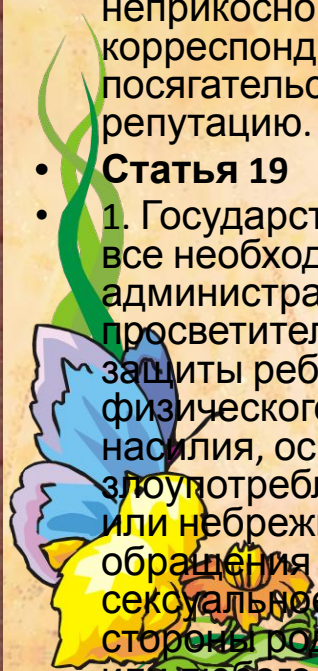 неприкосно
корреспонд
посягательс
репутацию.
• Статья 19
• 1. Государст
все необход
администра
просветител
защиты реб
физического
насилия, ос
злоупотребл
или небреж
обращения
сексуальное
стороны род